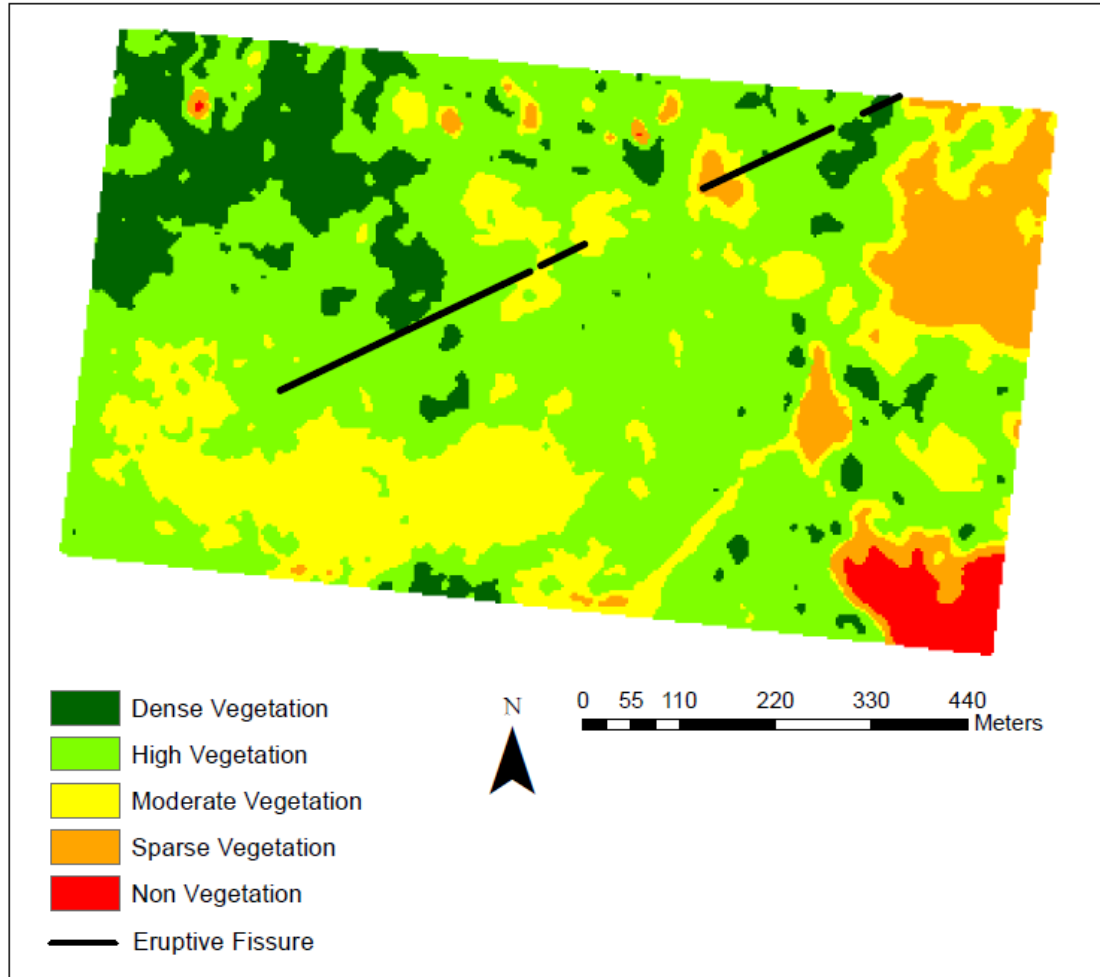 Dense Vegetation
High Vegetation
Moderate Vegetation
Sparse Vegetation
Non Vegetation
Eruptive Fissure
N
0 55 110 220 330 440
Meters